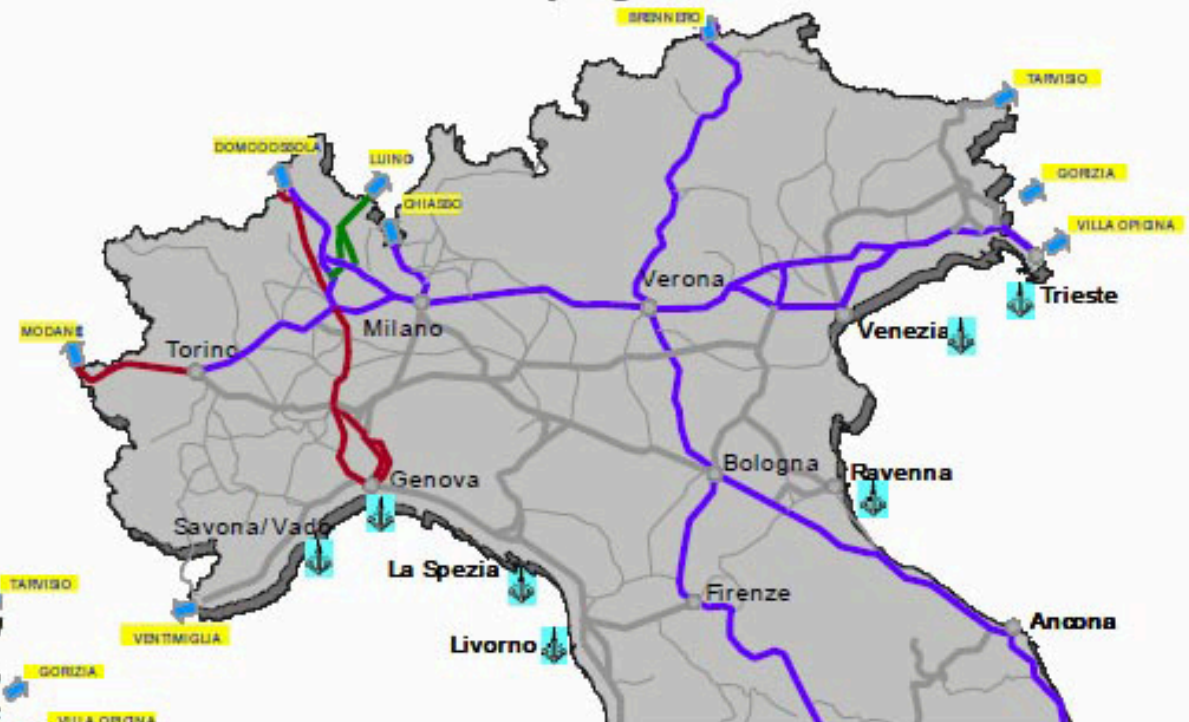 BRENNERO
TARVISIO
DOMODOSSOLA
LUINO
GORIZIA
CHIASSO
VILLA OPICINA
Verona
Trieste
MODANE
Milano
Venezia
Torino
Bologna
Ravenna
Genova
Savona/Vado
La Spezia
TARVISIO
Firenze
Ancona
VENTIMIGLIA
Livorno
GORIZIA
VILLA OPICINA